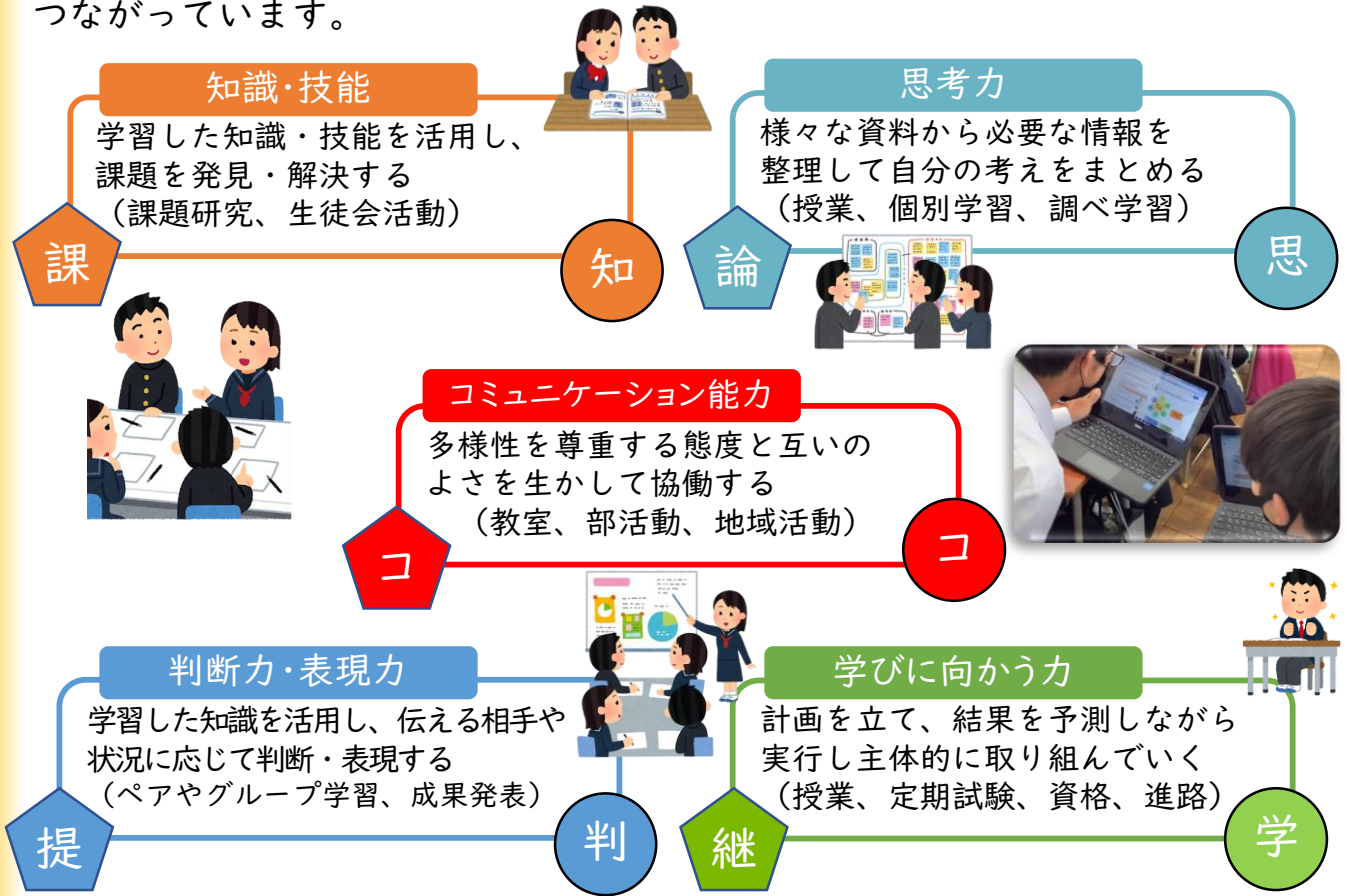 つながっています。
知識・技能
学習した知識・技能を活用し、
課題を発見・解決する
（課題研究、生徒会活動）
課
知
思考力
様々な資料から必要な情報を
整理して自分の考えをまとめる
（授業、個別学習、調べ学習）
論
思
コミュニケーション能力
多様性を尊重する態度と互いの
よさを生かして協働する
（教室、部活動、地域活動）
コ
コ
判断力・表現力
学習した知識を活用し、伝える相手や
状況に応じて判断・表現する
（ペアやグループ学習、成果発表）
提
判
学びに向かう力
計画を立て、結果を予測しながら
実行し主体的に取り組んでいく
（授業、定期試験、資格、進路）
継
学